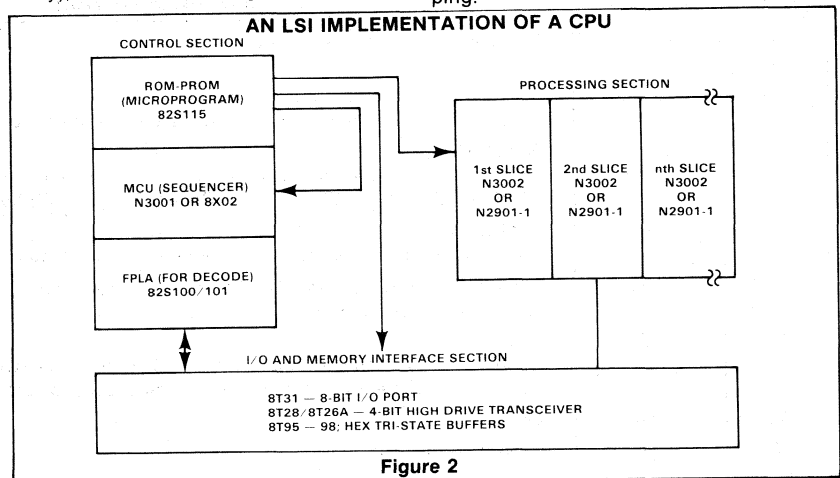 ping.
AN LSI IMPLEMENTATION OF A CPU
CONTROL SECTION
ROM-PROM
(MICROPROGRAM)
82S115
MCU (SEQUENCER)
N3001 OR 8X02
FPLA (FOR DECODE)
82S100/101
PROCESSING SECTION
1st SLICE
N3002
OR
N2901-1
2nd SLICE
N3002
OR
N2901-1
nth SLICE
N3002
OR
N2901-1
I/O AND MEMORY INTERFACE SECTION
8T31 — 8-BIT I/O PORT
8T28/8T26A — 4-BIT HIGH DRIVE TRANSCEIVER
8T95 — 98; HEX TRI-STATE BUFFERS
Figure 2